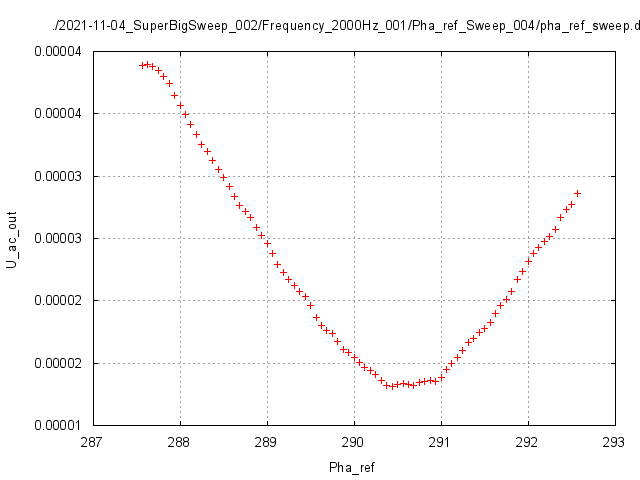 ./2021-11-04_SuperBigSweep_002/Frequency_2000Hz_001/Pha_ref_Sweep_004/pha_ref_sweep.d
0.00004
0.00004
0.00003
0.00003
0.00002
0.00002
0.00001
U_ac_out
287 288 289 290 291 292 293
Pha_ref